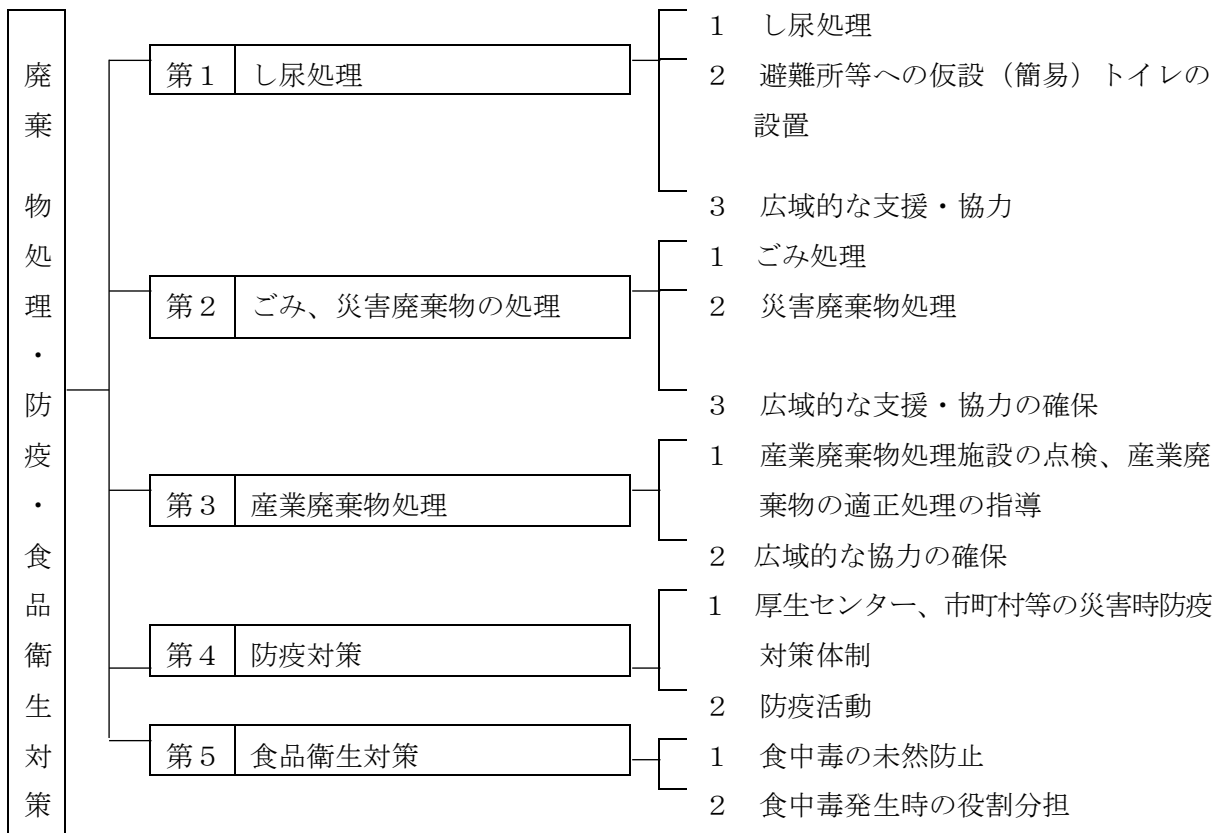 廃棄物処理・防疫・食品衛生対策
第１ し尿処理
１ し尿処理
２ 避難所等への仮設（簡易）トイレの
設置
３ 広域的な支援・協力
第２ ごみ、災害廃棄物の処理
１ ごみ処理
２ 災害廃棄物処理
３ 広域的な支援・協力の確保
第３ 産業廃棄物処理
１ 産業廃棄物処理施設の点検、産業廃
棄物の適正処理の指導
２ 広域的な協力の確保
第４ 防疫対策
１ 厚生センター、市町村等の災害時防疫
対策体制
２ 防疫活動
第５ 食品衛生対策
１ 食中毒の未然防止
２ 食中毒発生時の役割分担